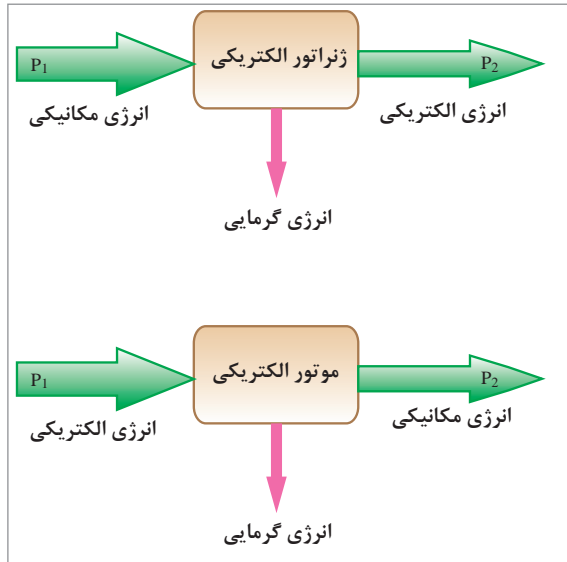 P1
ژنراتور الکتریکی
P2
انرژی مکانیکی
انرژی الکتریکی
انرژی گرمایی
P1
موتور الکتریکی
P2
انرژی الکتریکی
انرژی مکانیکی
انرژی گرمایی